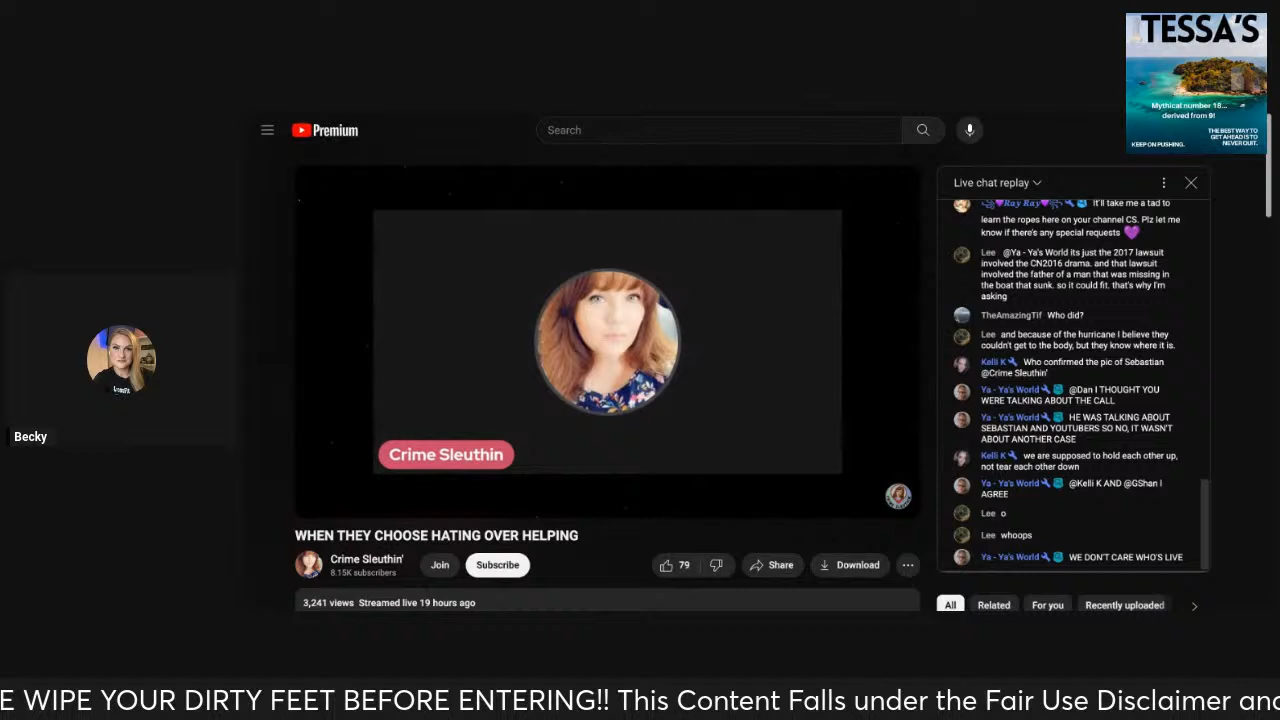 TESSA'S
Mythical number 18...
derived from 9!
THE BEST WAY TO
GET AHEAD IS TO
NEVER QUIT.
KEEP ON PUSHING.
Premium
Search
Live chat replay
Ray Ray It'll take me a tad to
learn the ropes here on your channel CS. Plz let me
know if there's any special requests
Lee @Ya - Ya's World its just the 2017 lawsuit
involved the CN2016 drama. and that lawsuit
involved the father of a man that was missing in
the boat that sunk. so it could fit. that's why I'm
asking
TheAmazingTif Who did?
Lee and because of the hurricane I believe they
couldn't get to the body, but they know where it is.
Kelli K Who confirmed the pic of Sebastian
@Crime Sleuthin'
Ya - Ya's World @Dan I THOUGHT YOU
WERE TALKING ABOUT THE CALL
Ya - Ya's World HE WAS TALKING ABOUT
SEBASTIAN AND YOUTUBERS SO NO, IT WASN'T
ABOUT ANOTHER CASE
Kelli K we are supposed to hold each other up,
not tear each other down
Ya - Ya's World @Kelli K AND @GShan I
AGREE
Lee o
Lee whoops
Ya - Ya's World WE DON'T CARE WHO'S LIVE
Becky
Crime Sleuthin
WHEN THEY CHOOSE HATING OVER HELPING
Crime Sleuthin'
8.15K subscribers
Join
Subscribe
79
Share
Download
3,241 views Streamed live 19 hours ago
All
Related
For you
Recently uploaded
E WIPE YOUR DIRTY FEET BEFORE ENTERING!! This Content Falls under the Fair Use Disclaimer and